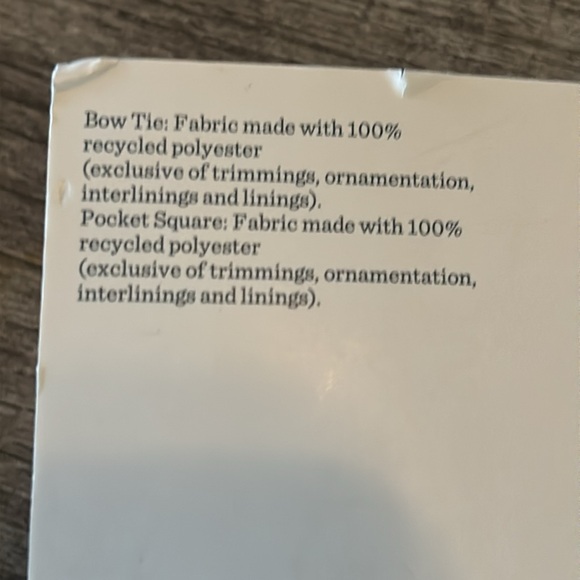 Bow Tie: Fabric made with 100%
recycled polyester
(exclusive of trimmings, ornamentation,
interlinings and linings).
Pocket Square: Fabric made with 100%
recycled polyester
(exclusive of trimmings, ornamentation,
interlinings and linings).